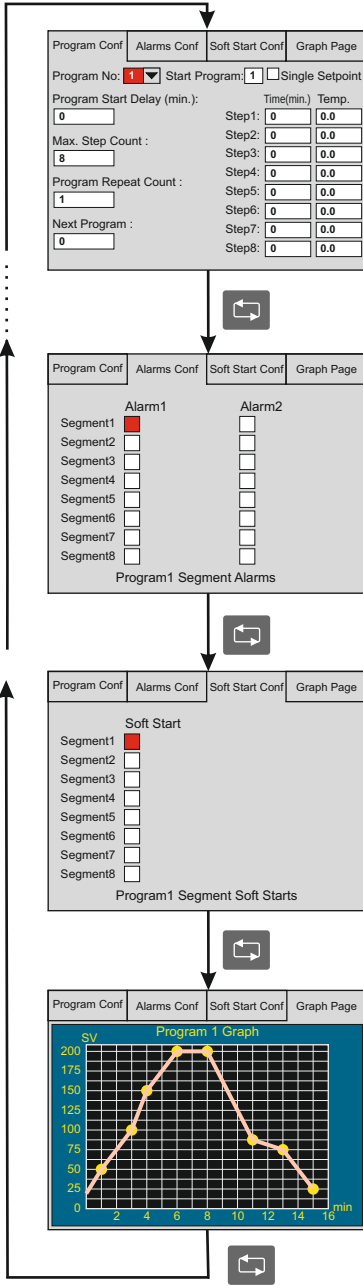 Program Conf Alarms Conf Soft Start Conf Graph Page
Program No: 1 Start Program: 1 Single Setpoint
Program Start Delay (min.): Time(min.) Temp.
0 Step1: 0 0.0
Step2: 0 0.0
Max. Step Count : Step3: 0 0.0
8 Step4: 0 0.0
Program Repeat Count : Step5: 0 0.0
1 Step6: 0 0.0
Next Program : Step7: 0 0.0
0 Step8: 0 0.0
Program Conf Alarms Conf Soft Start Conf Graph Page
Alarm1 Alarm2
Segment1
Segment2
Segment3
Segment4
Segment5
Segment6
Segment7
Segment8
Program1 Segment Alarms
Program Conf Alarms Conf Soft Start Conf Graph Page
Soft Start
Segment1
Segment2
Segment3
Segment4
Segment5
Segment6
Segment7
Segment8
Program1 Segment Soft Starts
Program Conf Alarms Conf Soft Start Conf Graph Page
Program 1 Graph
SV
200
175
150
125
100
75
50
25
0
2 4 6 8 10 12 14 16 min